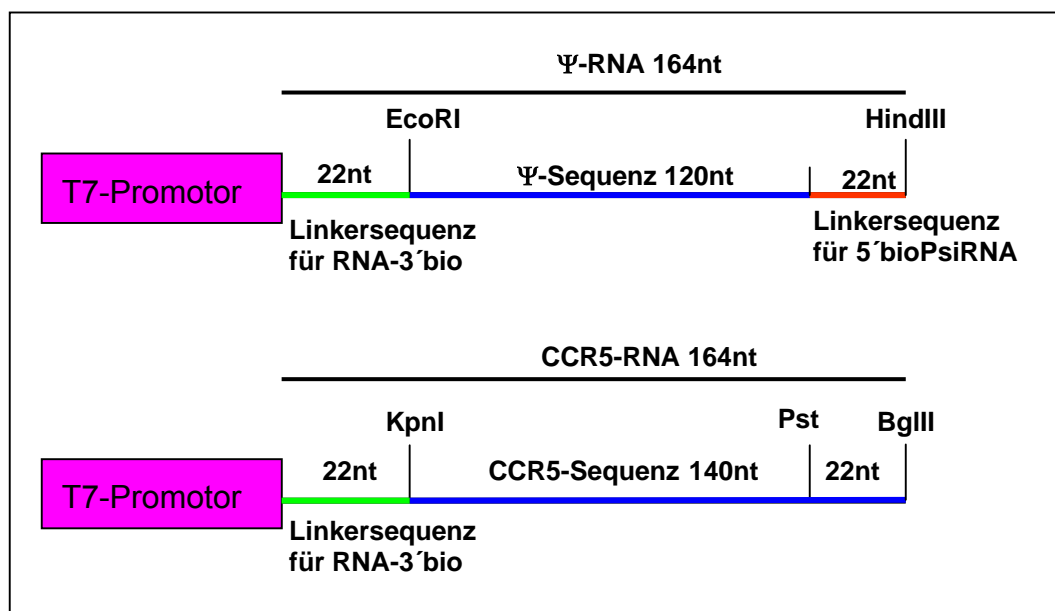 Ψ-RNA 164nt
EcoRI HindIII
T7-Promotor
22nt Ψ-Sequenz 120nt 22nt
Linkersequenz
für RNA-3´bio
Linkersequenz
für 5´bioPsiRNA
CCR5-RNA 164nt
KpnI Pst BglII
T7-Promotor
22nt CCR5-Sequenz 140nt 22nt
Linkersequenz
für RNA-3´bio